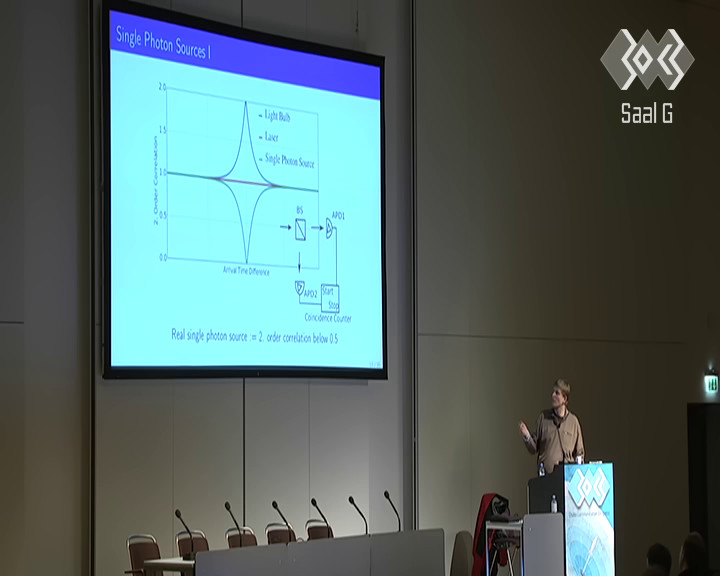 Single Photon Sources I
Saal G
2.0
1.5
1.0
0.5
0.0
2. Order Correlation
Light Bulb
Laser
Single Photon Source
Arrival Time Difference
BS
APD1
APD2
Start
Stop
Coincidence Counter
Real single photon source := 2. order correlation below 0.5